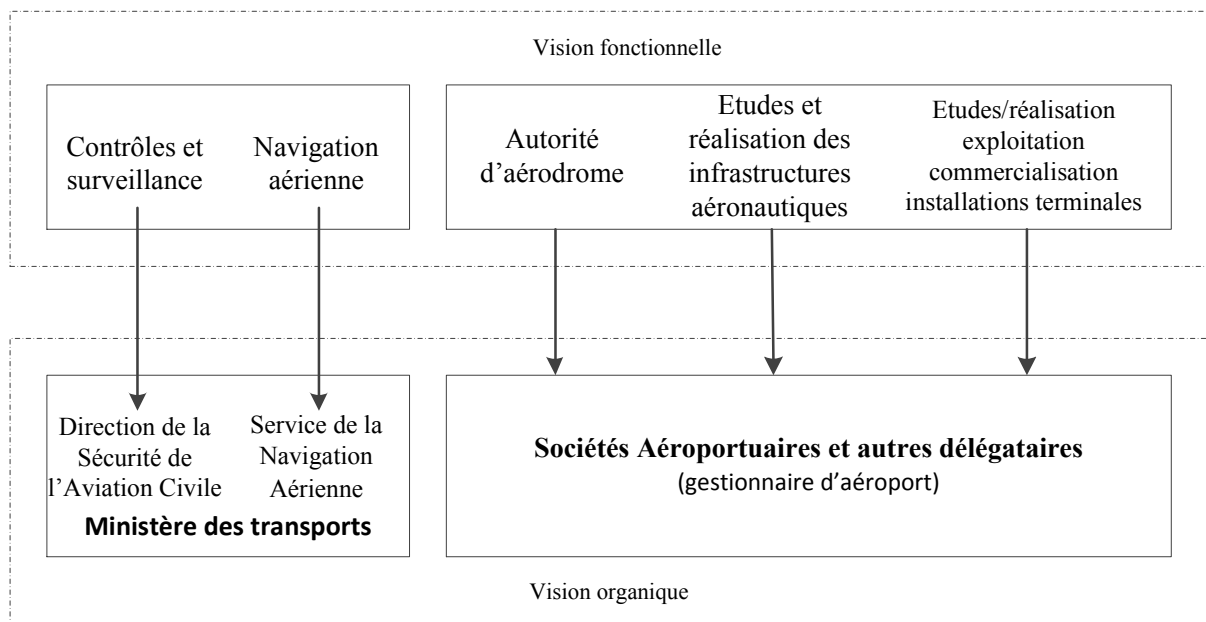 Vision fonctionnelle
Contrôles et
surveillance
Navigation
aérienne
Autorité
d’aérodrome
Etudes et
réalisation des
infrastructures
aéronautiques
Etudes/réalisation
exploitation
commercialisation
installations terminales
Direction de la
Sécurité de
l’Aviation Civile
Service de la
Navigation
Aérienne
Ministère des transports
Sociétés Aéroportuaires et autres délégataires
(gestionnaire d’aéroport)
Vision organique